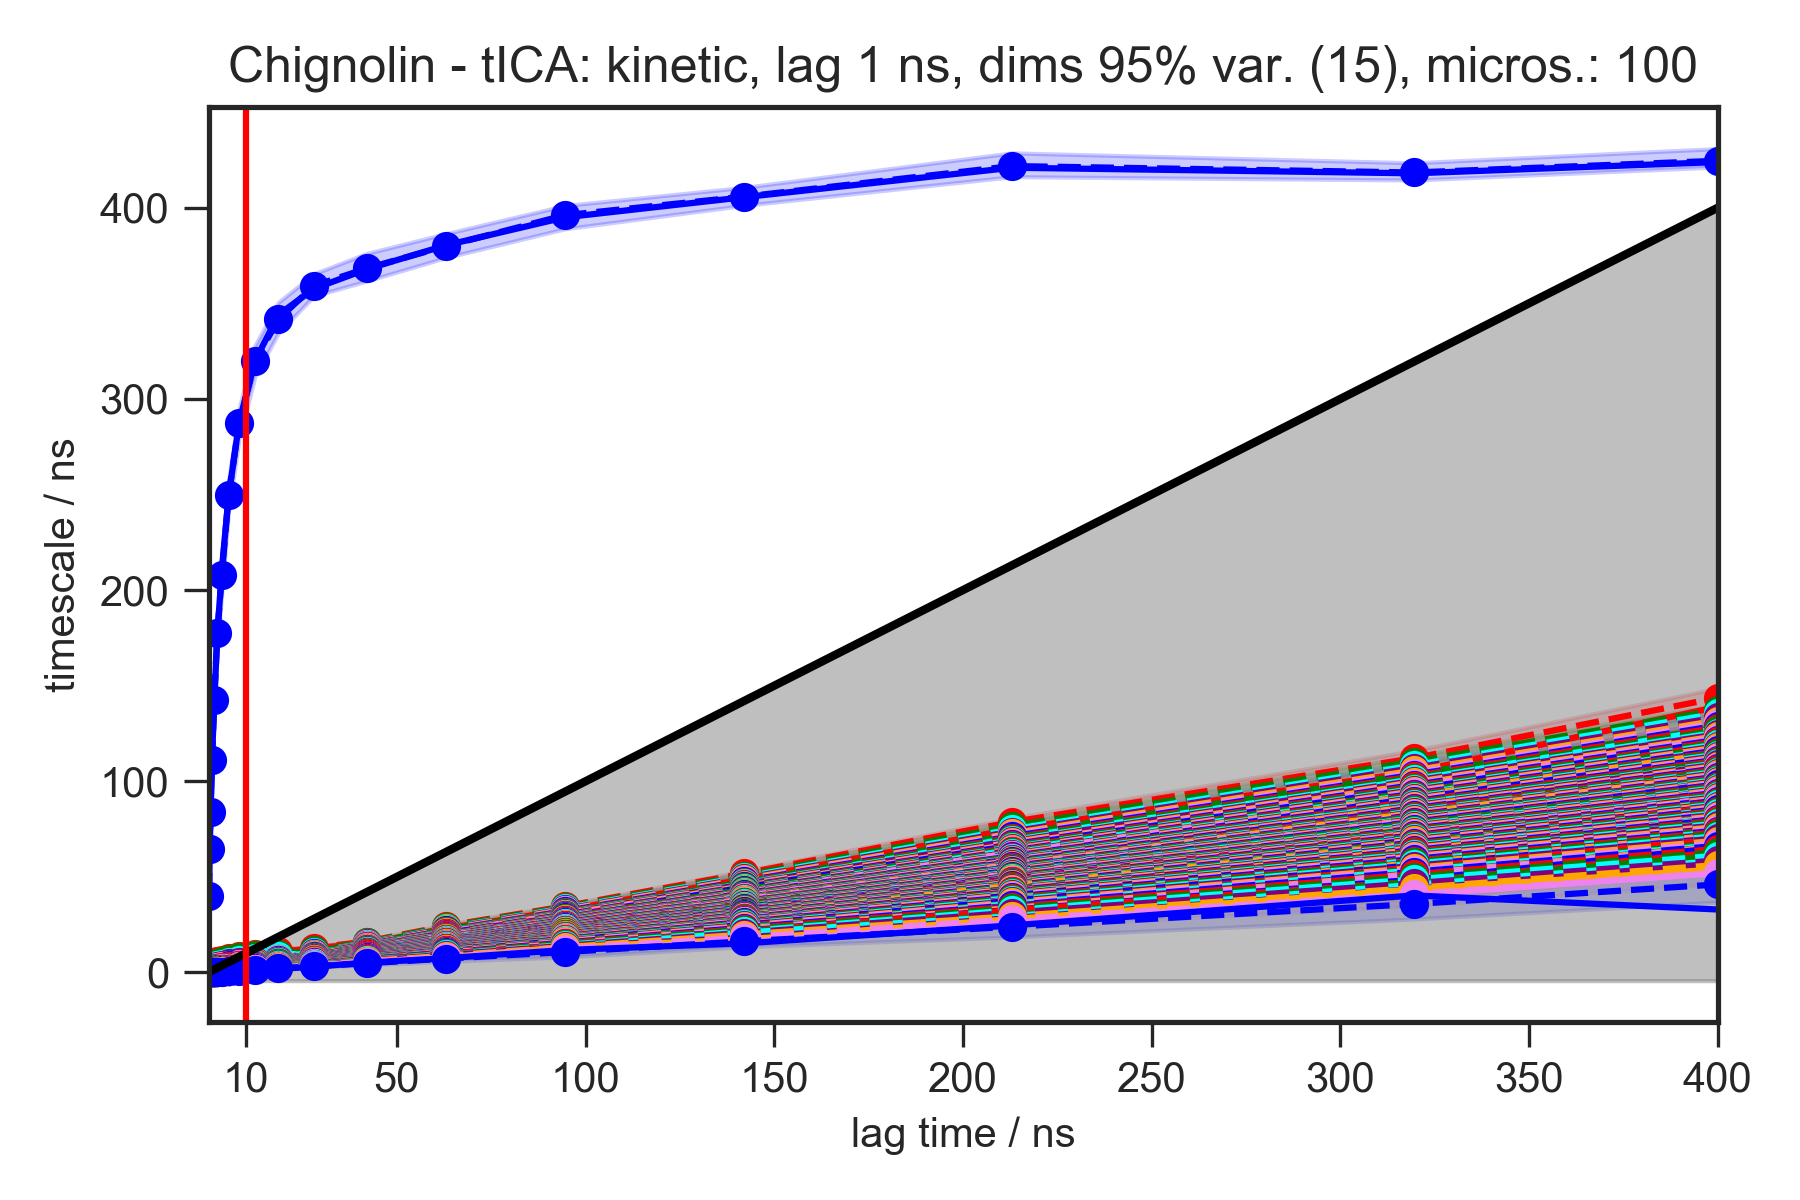 Chignolin - tICA: kinetic, lag 1 ns, dims 95% var. (15), micros.: 100
timescale / ns
400
300
200
100
0
10 50 100 150 200 250 300 350 400
lag time / ns